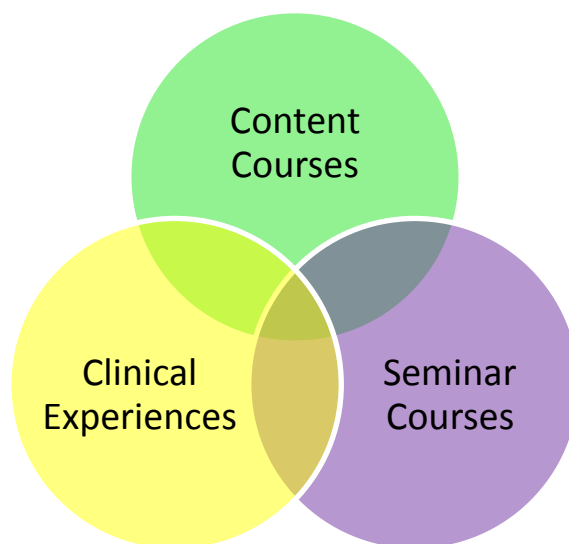 Content
Courses
Clinical
Experiences
Seminar
Courses